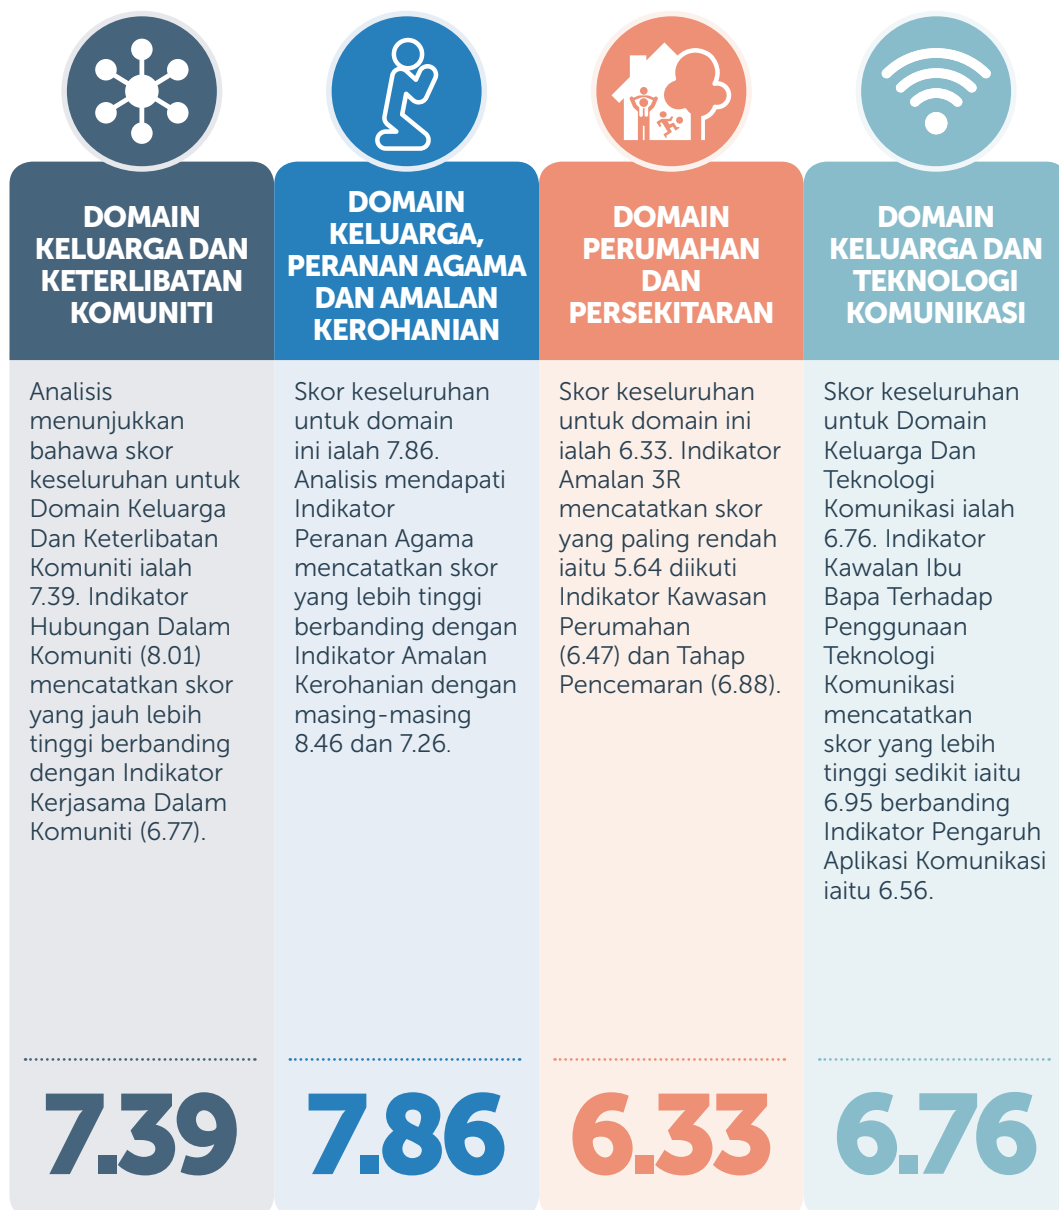 DOMAIN
KELUARGA DAN
KETERLIBATAN
KOMUNITI
Analisis
menunjukkan
bahawa skor
keseluruhan untuk
Domain Keluarga
Dan Keterlibatan
Komuniti ialah
7.39. Indikator
Hubungan Dalam
Komuniti (8.01)
mencatatkan skor
yang jauh lebih
tinggi berbanding
dengan Indikator
Kerjasama Dalam
Komuniti (6.77).
7.39
DOMAIN
KELUARGA,
PERANAN AGAMA
DAN AMALAN
KEROHANIAN
Skor keseluruhan
untuk domain
ini ialah 7.86.
Analisis mendapati
Indikator
Peranan Agama
mencatatkan skor
yang lebih tinggi
berbanding dengan
Indikator Amalan
Kerohanian dengan
masing-masing
8.46 dan 7.26.
7.86
DOMAIN
PERUMAHAN
DAN
PERSEKITARAN
Skor keseluruhan
untuk domain ini
ialah 6.33. Indikator
Amalan 3R
mencatatkan skor
yang paling rendah
iaitu 5.64 diikuti
Indikator Kawasan
Perumahan
(6.47) dan Tahap
Pencemaran (6.88).
6.33
DOMAIN
KELUARGA DAN
TEKNOLOGI
KOMUNIKASI
Skor keseluruhan
untuk Domain
Keluarga Dan
Teknologi
Komunikasi ialah
6.76. Indikator
Kawalan Ibu
Bapa Terhadap
Penggunaan
Teknologi
Komunikasi
mencatatkan
skor yang lebih
tinggi sedikit iaitu
6.95 berbanding
Indikator Pengaruh
Aplikasi Komunikasi
iaitu 6.56.
6.76